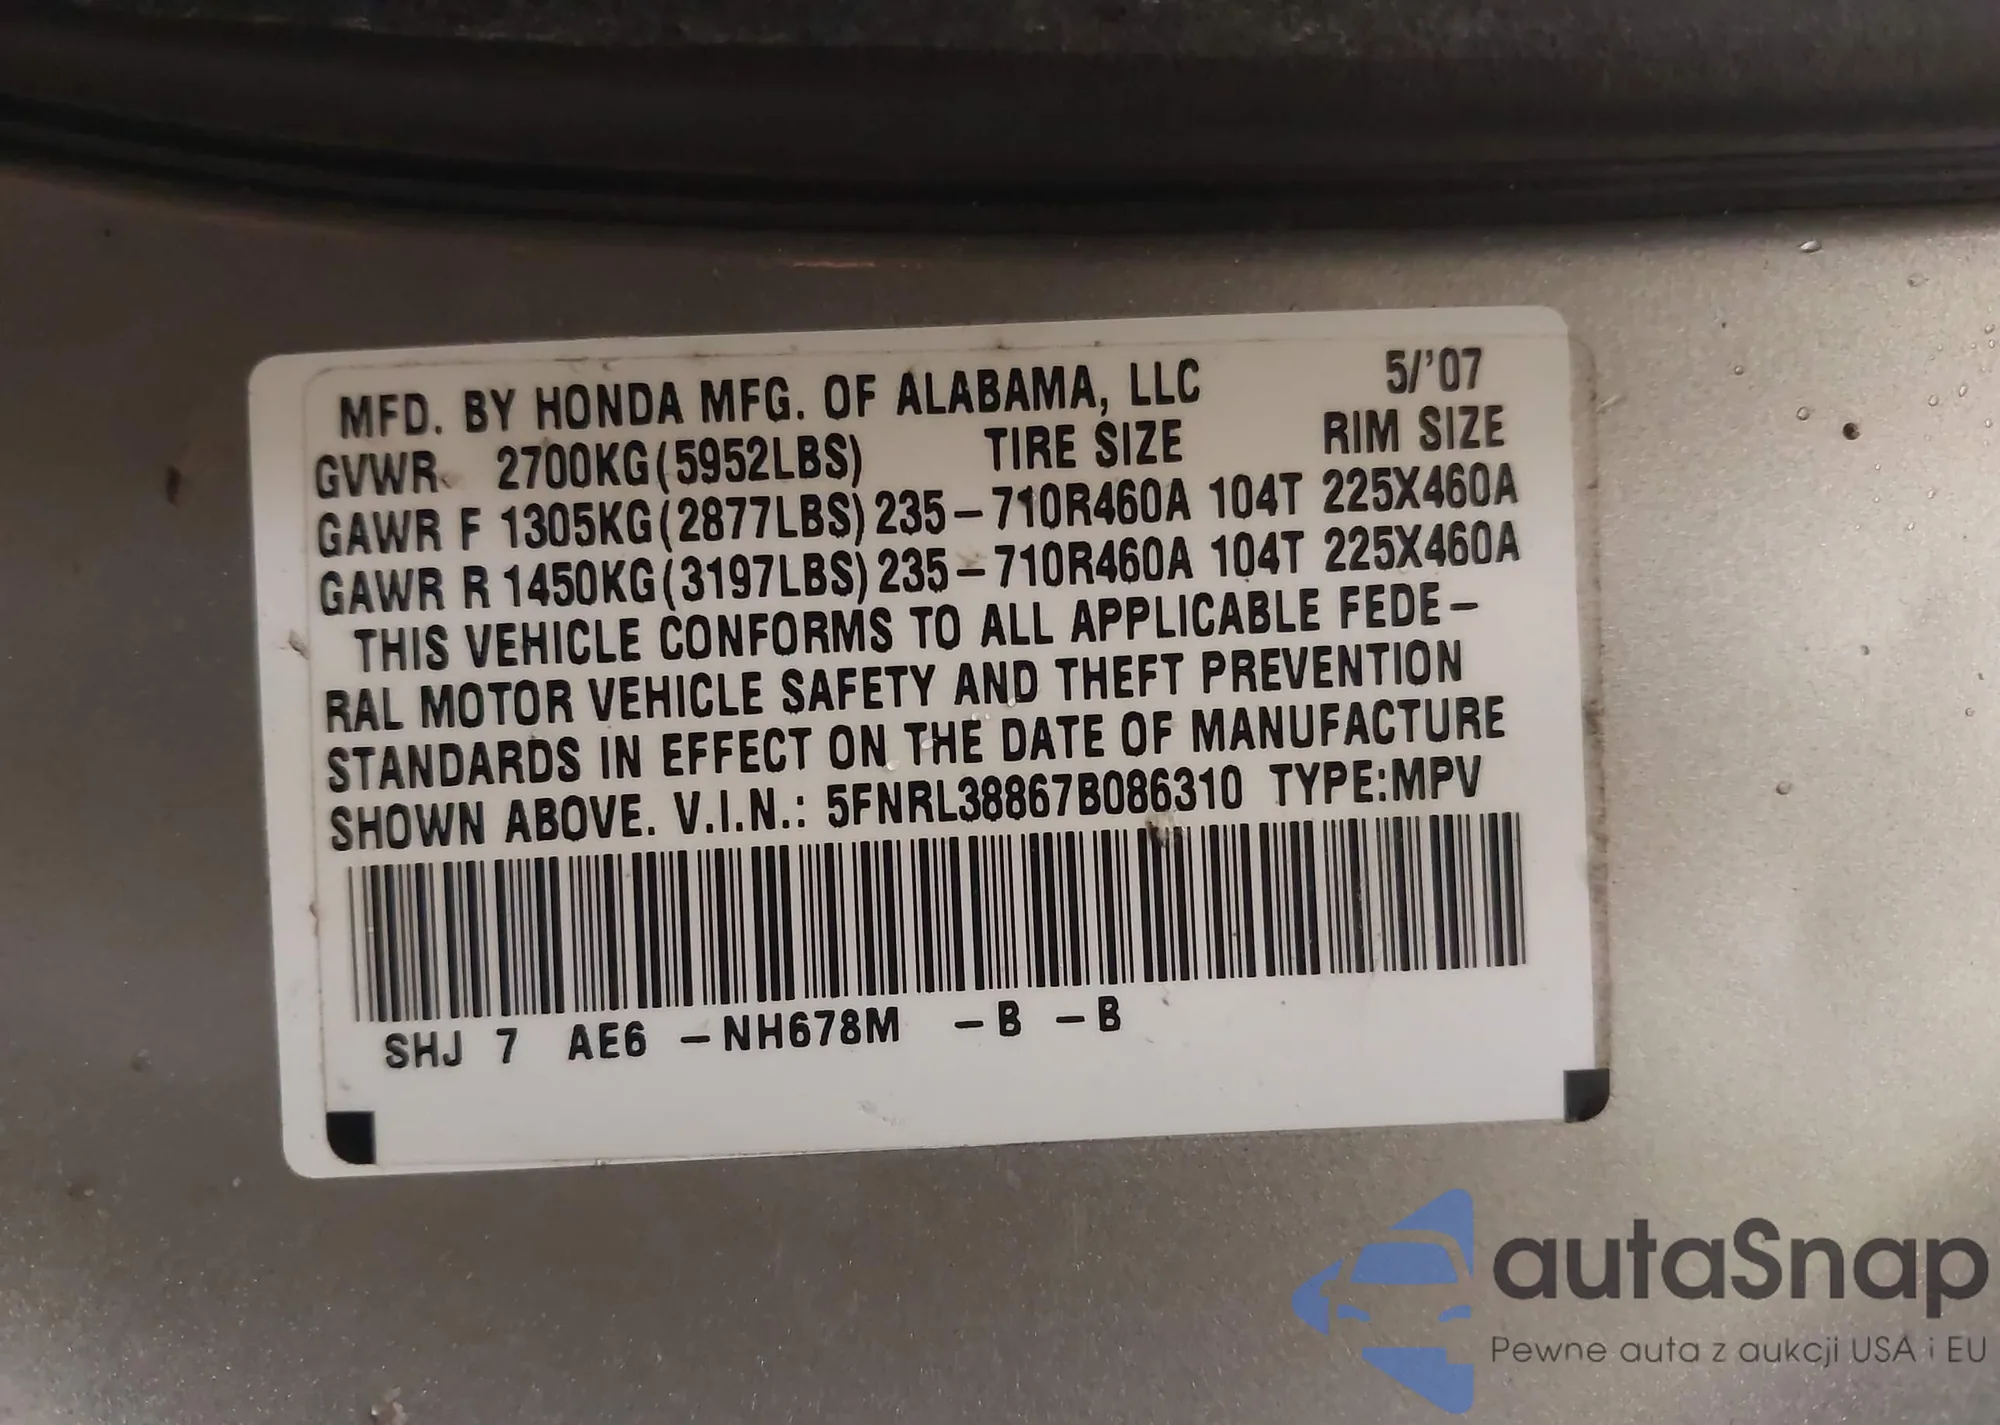 MFD. BY HONDA MFG. OF ALABAMA, LLC 5/'07
GVWR 2700KG(5952LBS) TIRE SIZE RIM SIZE
GAWR F 1305KG(2877LBS) 235-710R460A 104T 225X460A
GAWR R 1450KG(3197LBS) 235-710R460A 104T 225X460A
THIS VEHICLE CONFORMS TO ALL APPLICABLE FEDE-
RAL MOTOR VEHICLE SAFETY AND THEFT PREVENTION
STANDARDS IN EFFECT ON THE DATE OF MANUFACTURE
SHOWN ABOVE. V.I.N.: 5FNRL38867B086310 TYPE:MPV
SHJ 7 AE6 -NH678M -B -B
autaSnap
Pewne auta z aukcji USA i EU